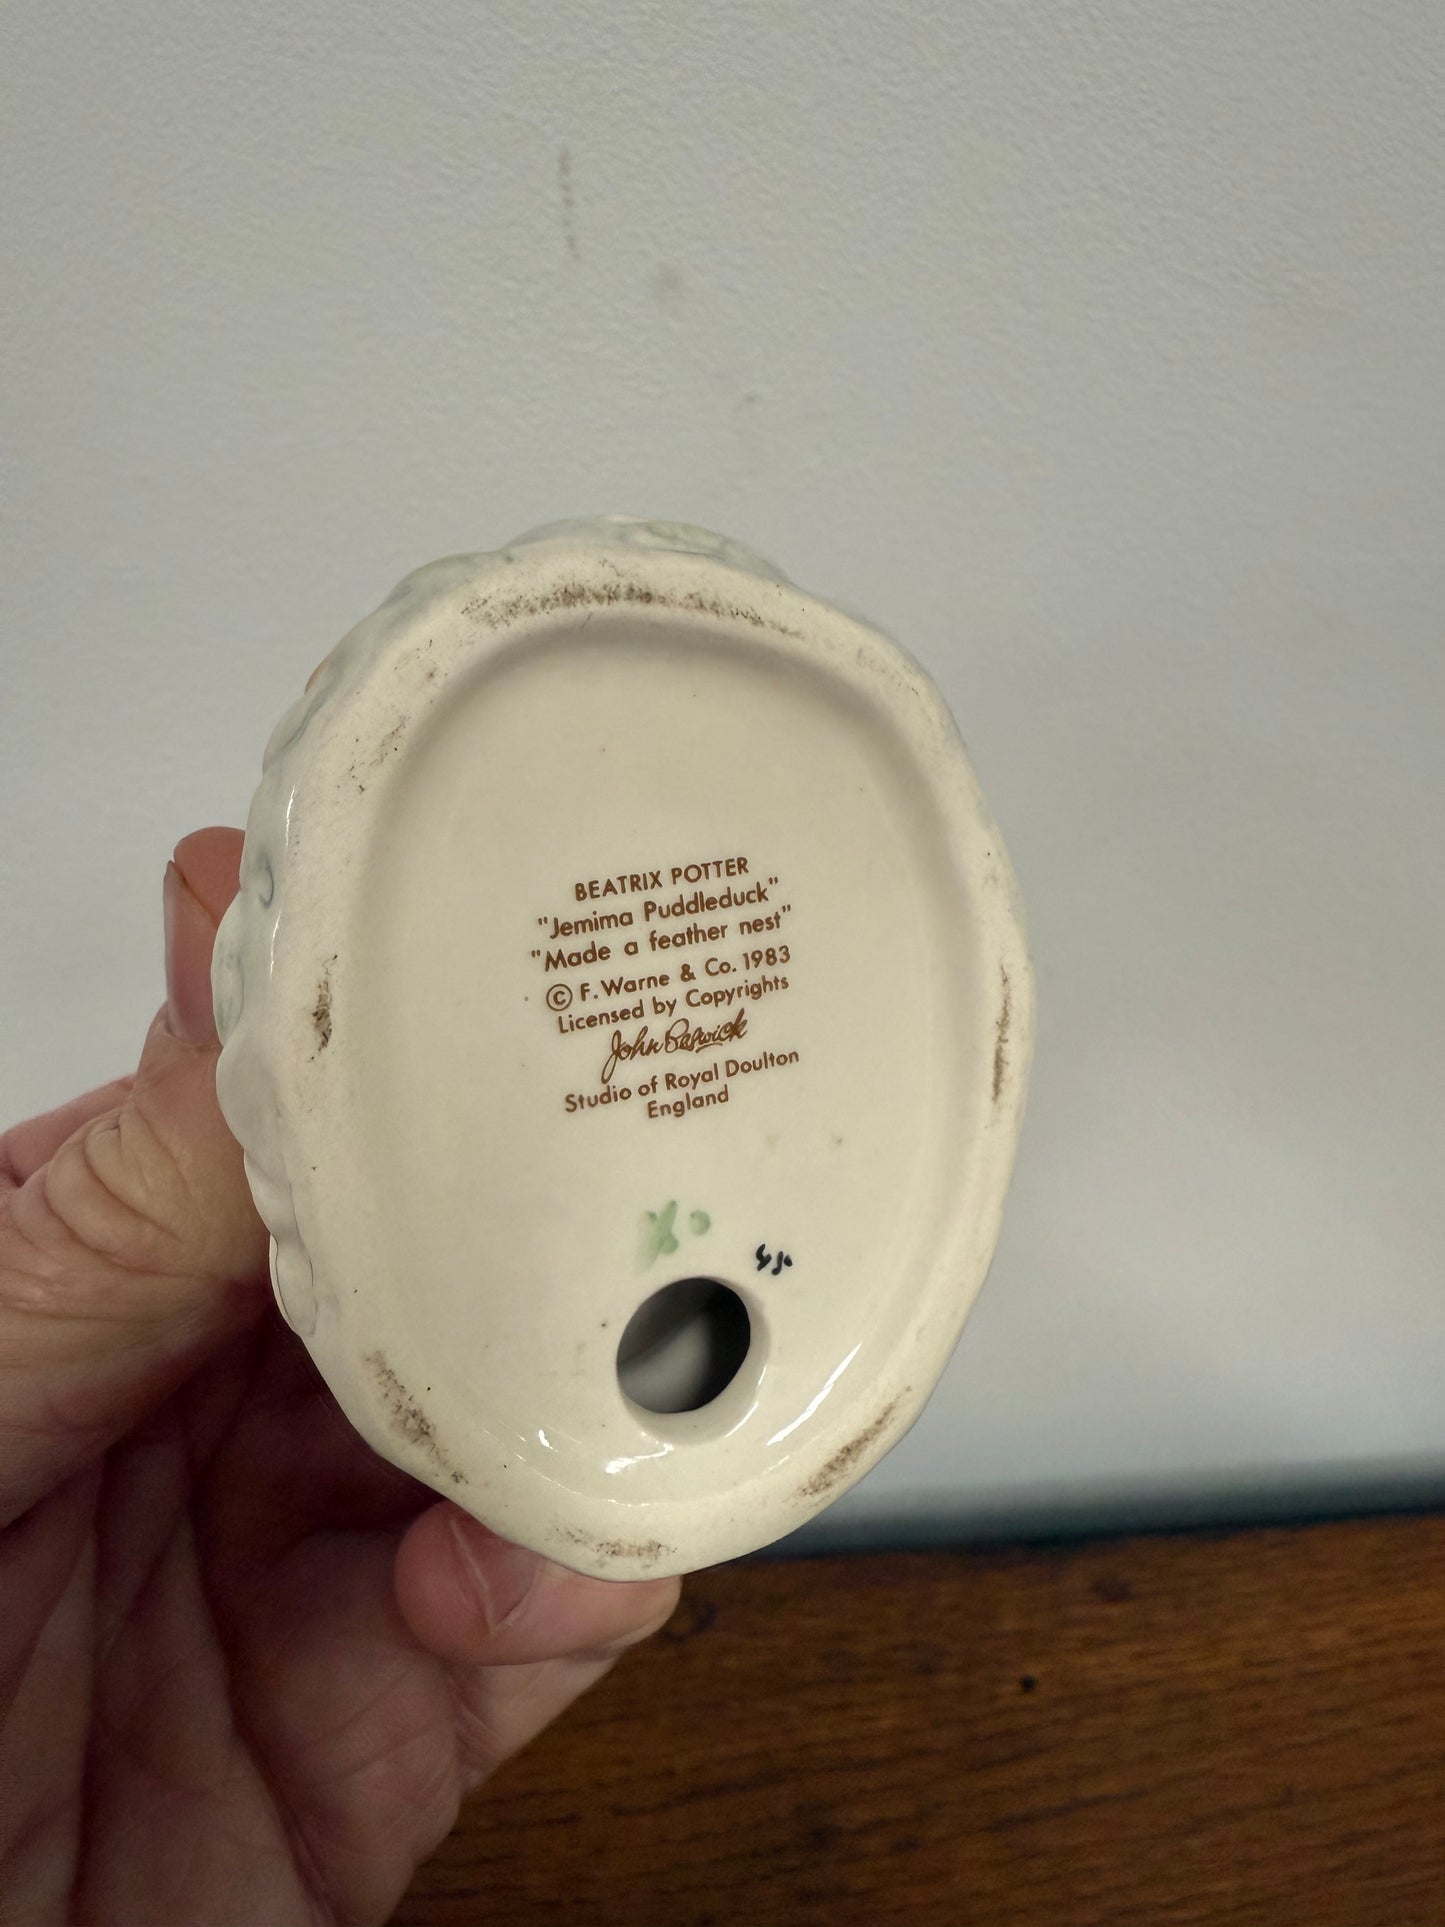 BEATRIX POTTER
"Jemima Puddleduck"
"Made a feather nest"
© F. Warne & Co. 1983
Licensed by Copyrights
John Beswick
Studio of Royal Doulton
England